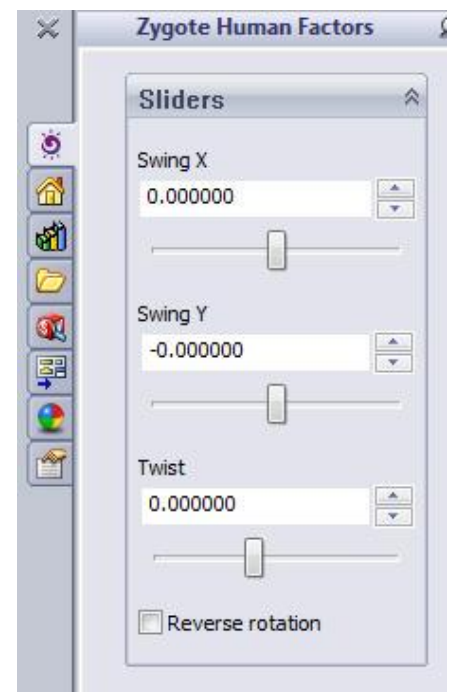 Zygote Human Factors
Sliders
Swing X
0.000000
Swing Y
-0.000000
Twist
0.000000
Reverse rotation